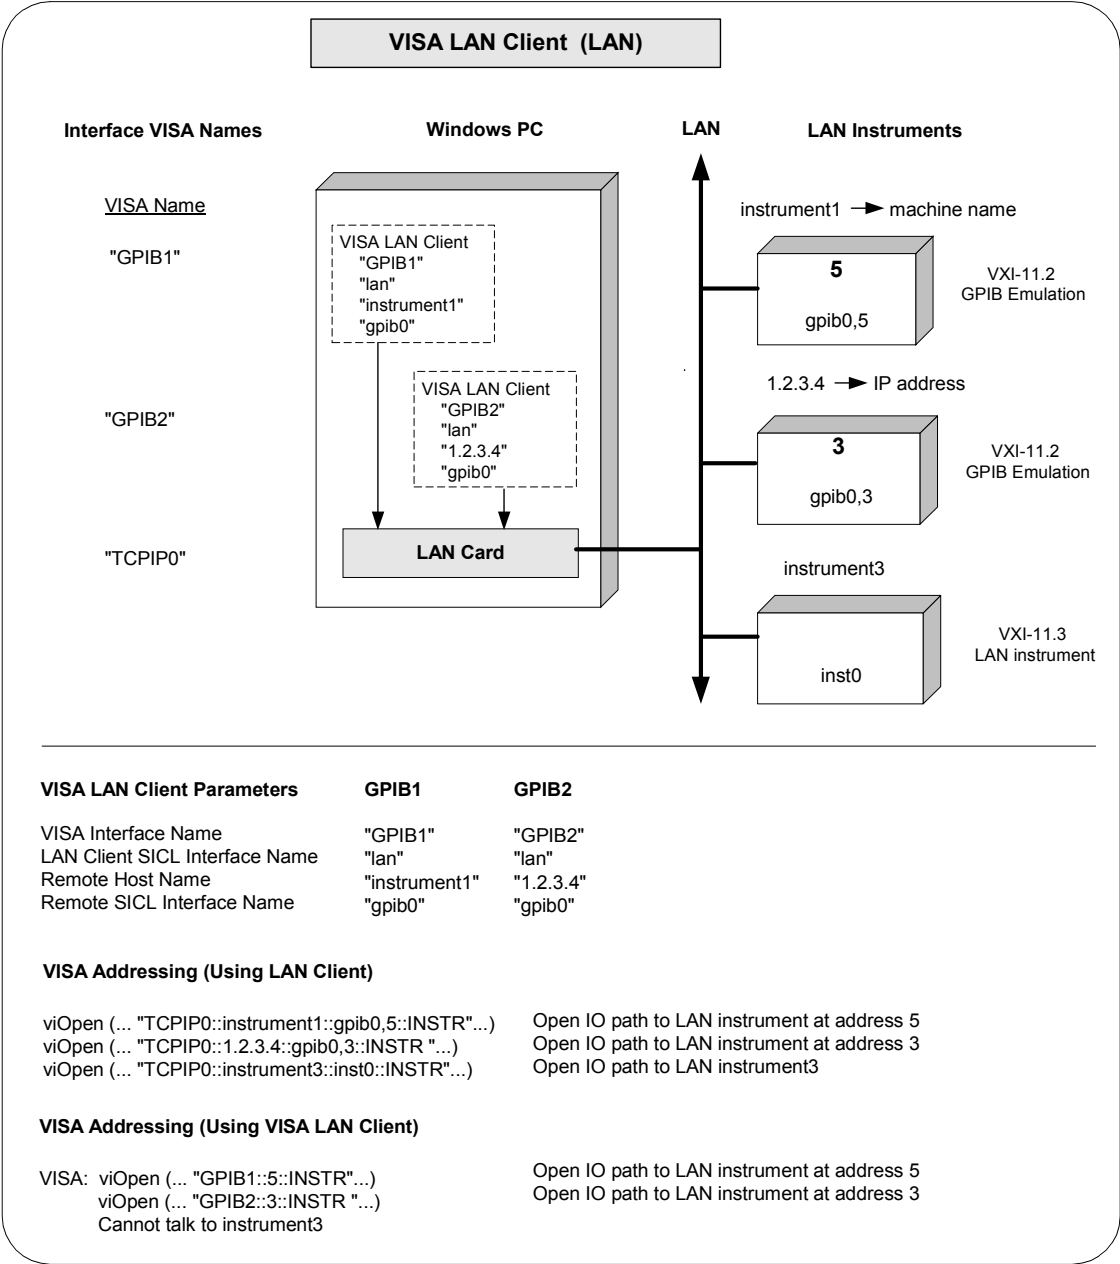 VISA LAN Client (LAN)
Interface VISA Names
Windows PC
LAN
LAN Instruments
VISA Name
"GPIB1"
"GPIB2"
"TCPIP0"
VISA LAN Client
"GPIB1"
"lan"
"instrument1"
"gpib0"
VISA LAN Client
"GPIB2"
"lan"
"1.2.3.4"
"gpib0"
LAN Card
instrument1 machine name
5
gpib0,5
VXI-11.2
GPIB Emulation
1.2.3.4 IP address
3
gpib0,3
VXI-11.2
GPIB Emulation
instrument3
inst0
VXI-11.3
LAN instrument
VISA LAN Client Parameters GPIB1 GPIB2
VISA Interface Name "GPIB1" "GPIB2"
LAN Client SICL Interface Name "lan" "lan"
Remote Host Name "instrument1" "1.2.3.4"
Remote SICL Interface Name "gpib0" "gpib0"
VISA Addressing (Using LAN Client)
viOpen (... "TCPIP0::instrument1::gpib0,5::INSTR"...) Open IO path to LAN instrument at address 5
viOpen (... "TCPIP0::1.2.3.4::gpib0,3::INSTR "...) Open IO path to LAN instrument at address 3
viOpen (... "TCPIP0::instrument3::inst0::INSTR"...) Open IO path to LAN instrument3
VISA Addressing (Using VISA LAN Client)
VISA: viOpen (... "GPIB1::5::INSTR"...) Open IO path to LAN instrument at address 5
viOpen (... "GPIB2::3::INSTR "...) Open IO path to LAN instrument at address 3
Cannot talk to instrument3